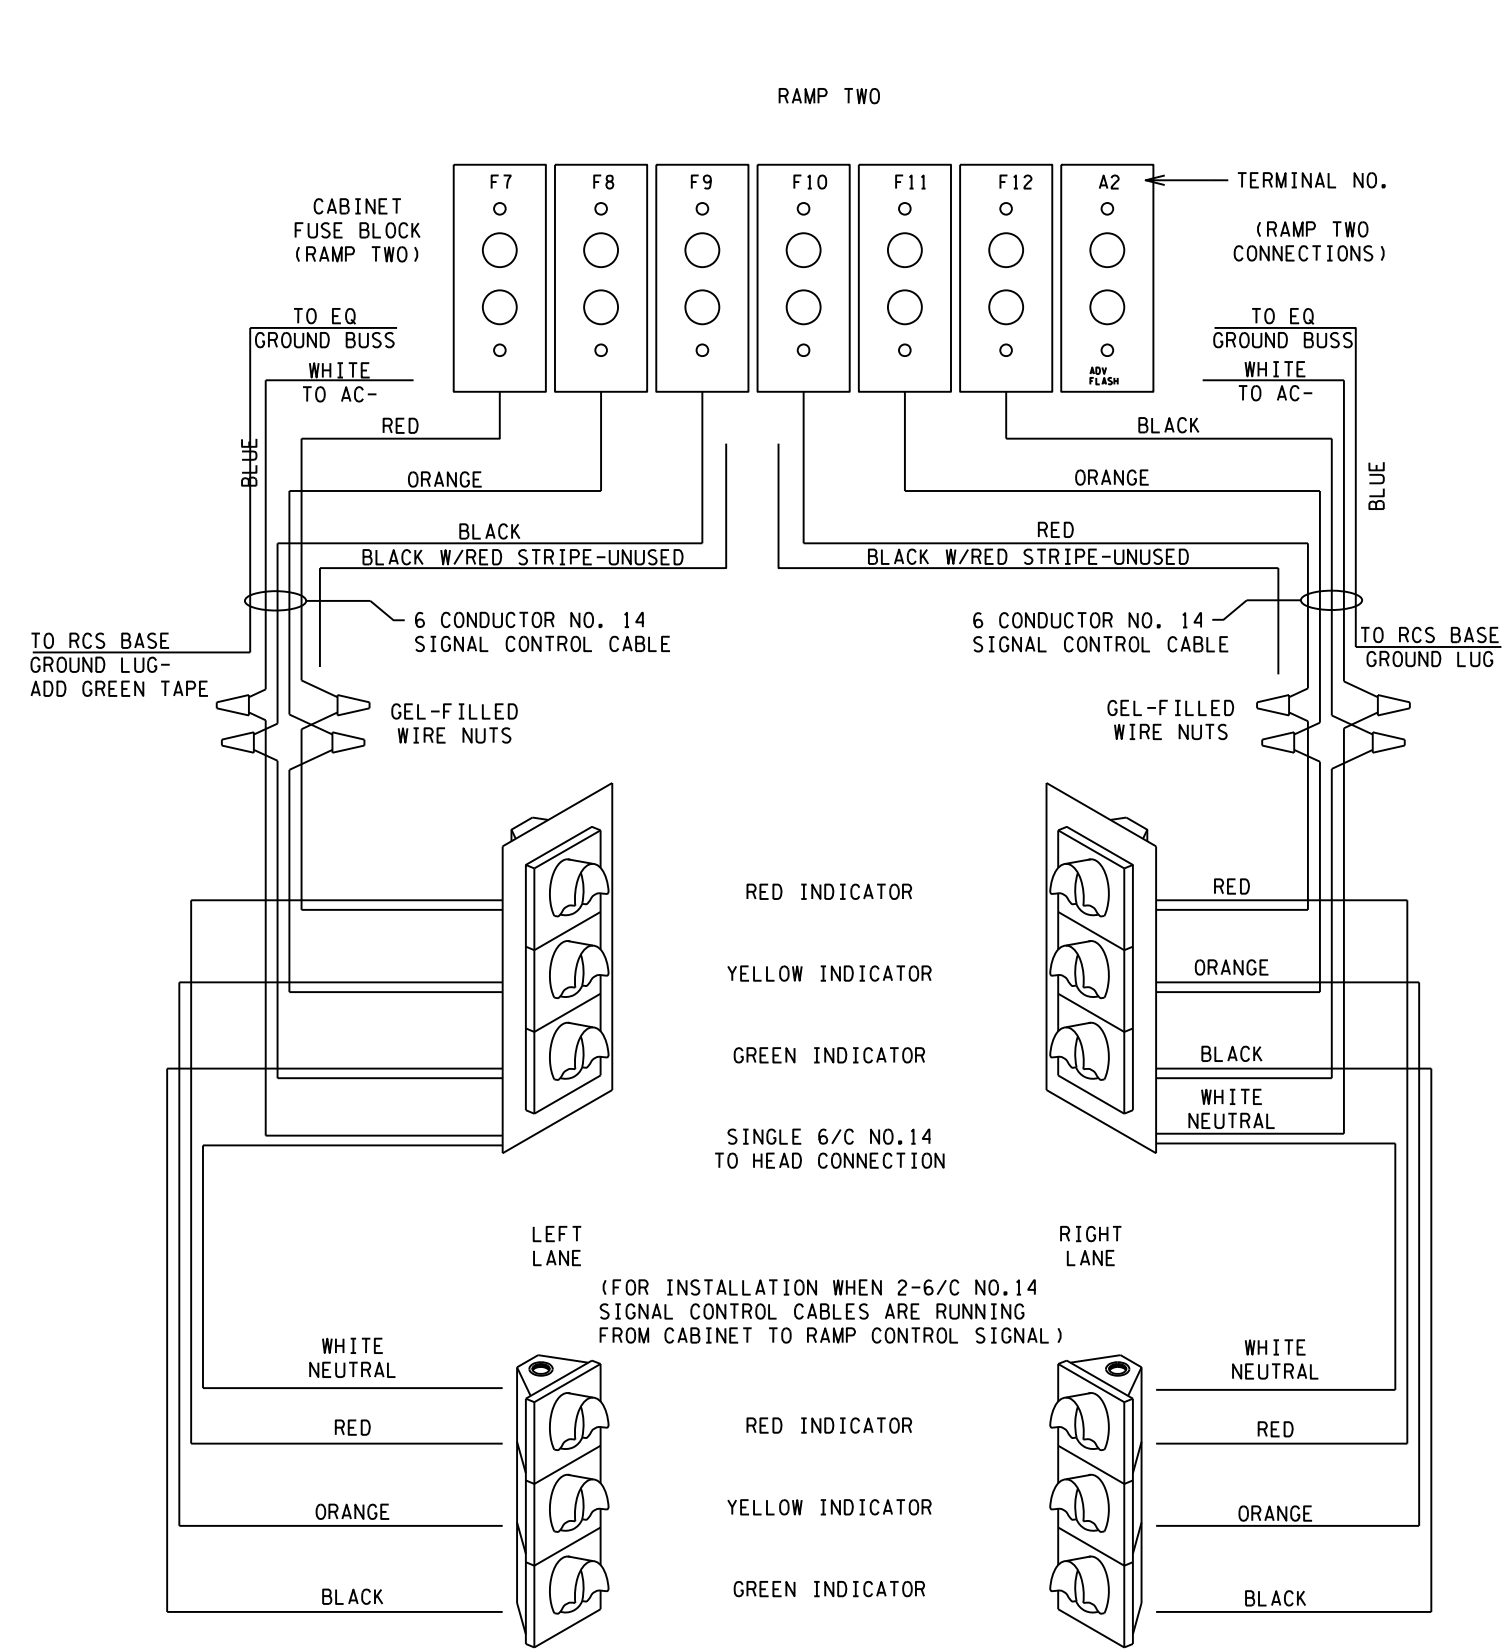 RAMP TWO
F7
F8
F9
F10
F11
F12
A2
TERMINAL NO.
CABINET
FUSE BLOCK
(RAMP TWO)
(RAMP TWO
CONNECTIONS)
TO EQ
GROUND BUSS
WHITE
TO AC-
ADV
FLASH
TO EQ
GROUND BUSS
WHITE
TO AC-
RED
BLACK
BLUE
ORANGE
ORANGE
BLUE
BLACK
RED
BLACK W/RED STRIPE-UNUSED
BLACK W/RED STRIPE-UNUSED
6 CONDUCTOR NO. 14
SIGNAL CONTROL CABLE
6 CONDUCTOR NO. 14
SIGNAL CONTROL CABLE
TO RCS BASE
GROUND LUG-
ADD GREEN TAPE
TO RCS BASE
GROUND LUG
GEL-FILLED
WIRE NUTS
GEL-FILLED
WIRE NUTS
RED INDICATOR
RED
YELLOW INDICATOR
ORANGE
GREEN INDICATOR
BLACK
WHITE
NEUTRAL
SINGLE 6/C NO.14
TO HEAD CONNECTION
LEFT
LANE
RIGHT
LANE
(FOR INSTALLATION WHEN 2-6/C NO.14
SIGNAL CONTROL CABLES ARE RUNNING
FROM CABINET TO RAMP CONTROL SIGNAL)
WHITE
NEUTRAL
WHITE
NEUTRAL
RED
RED INDICATOR
RED
ORANGE
YELLOW INDICATOR
ORANGE
BLACK
GREEN INDICATOR
BLACK